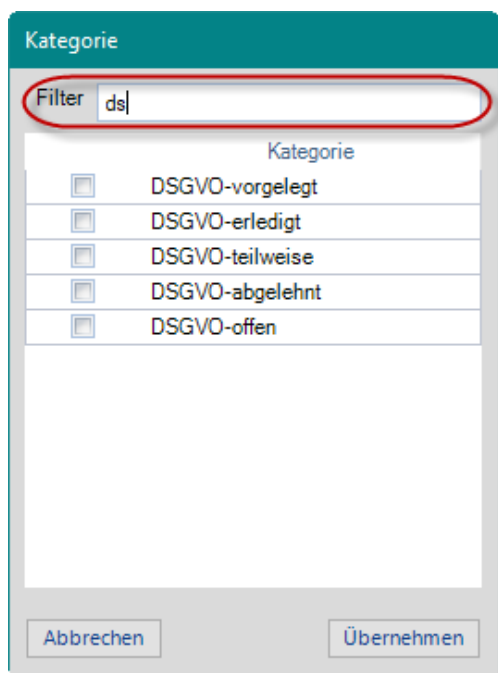 Kategorie
Filter ds
Kategorie
DSGVO-vorgelegt
DSGVO-erledigt
DSGVO-teilweise
DSGVO-abgelehnt
DSGVO-offen
Abbrechen Übernehmen